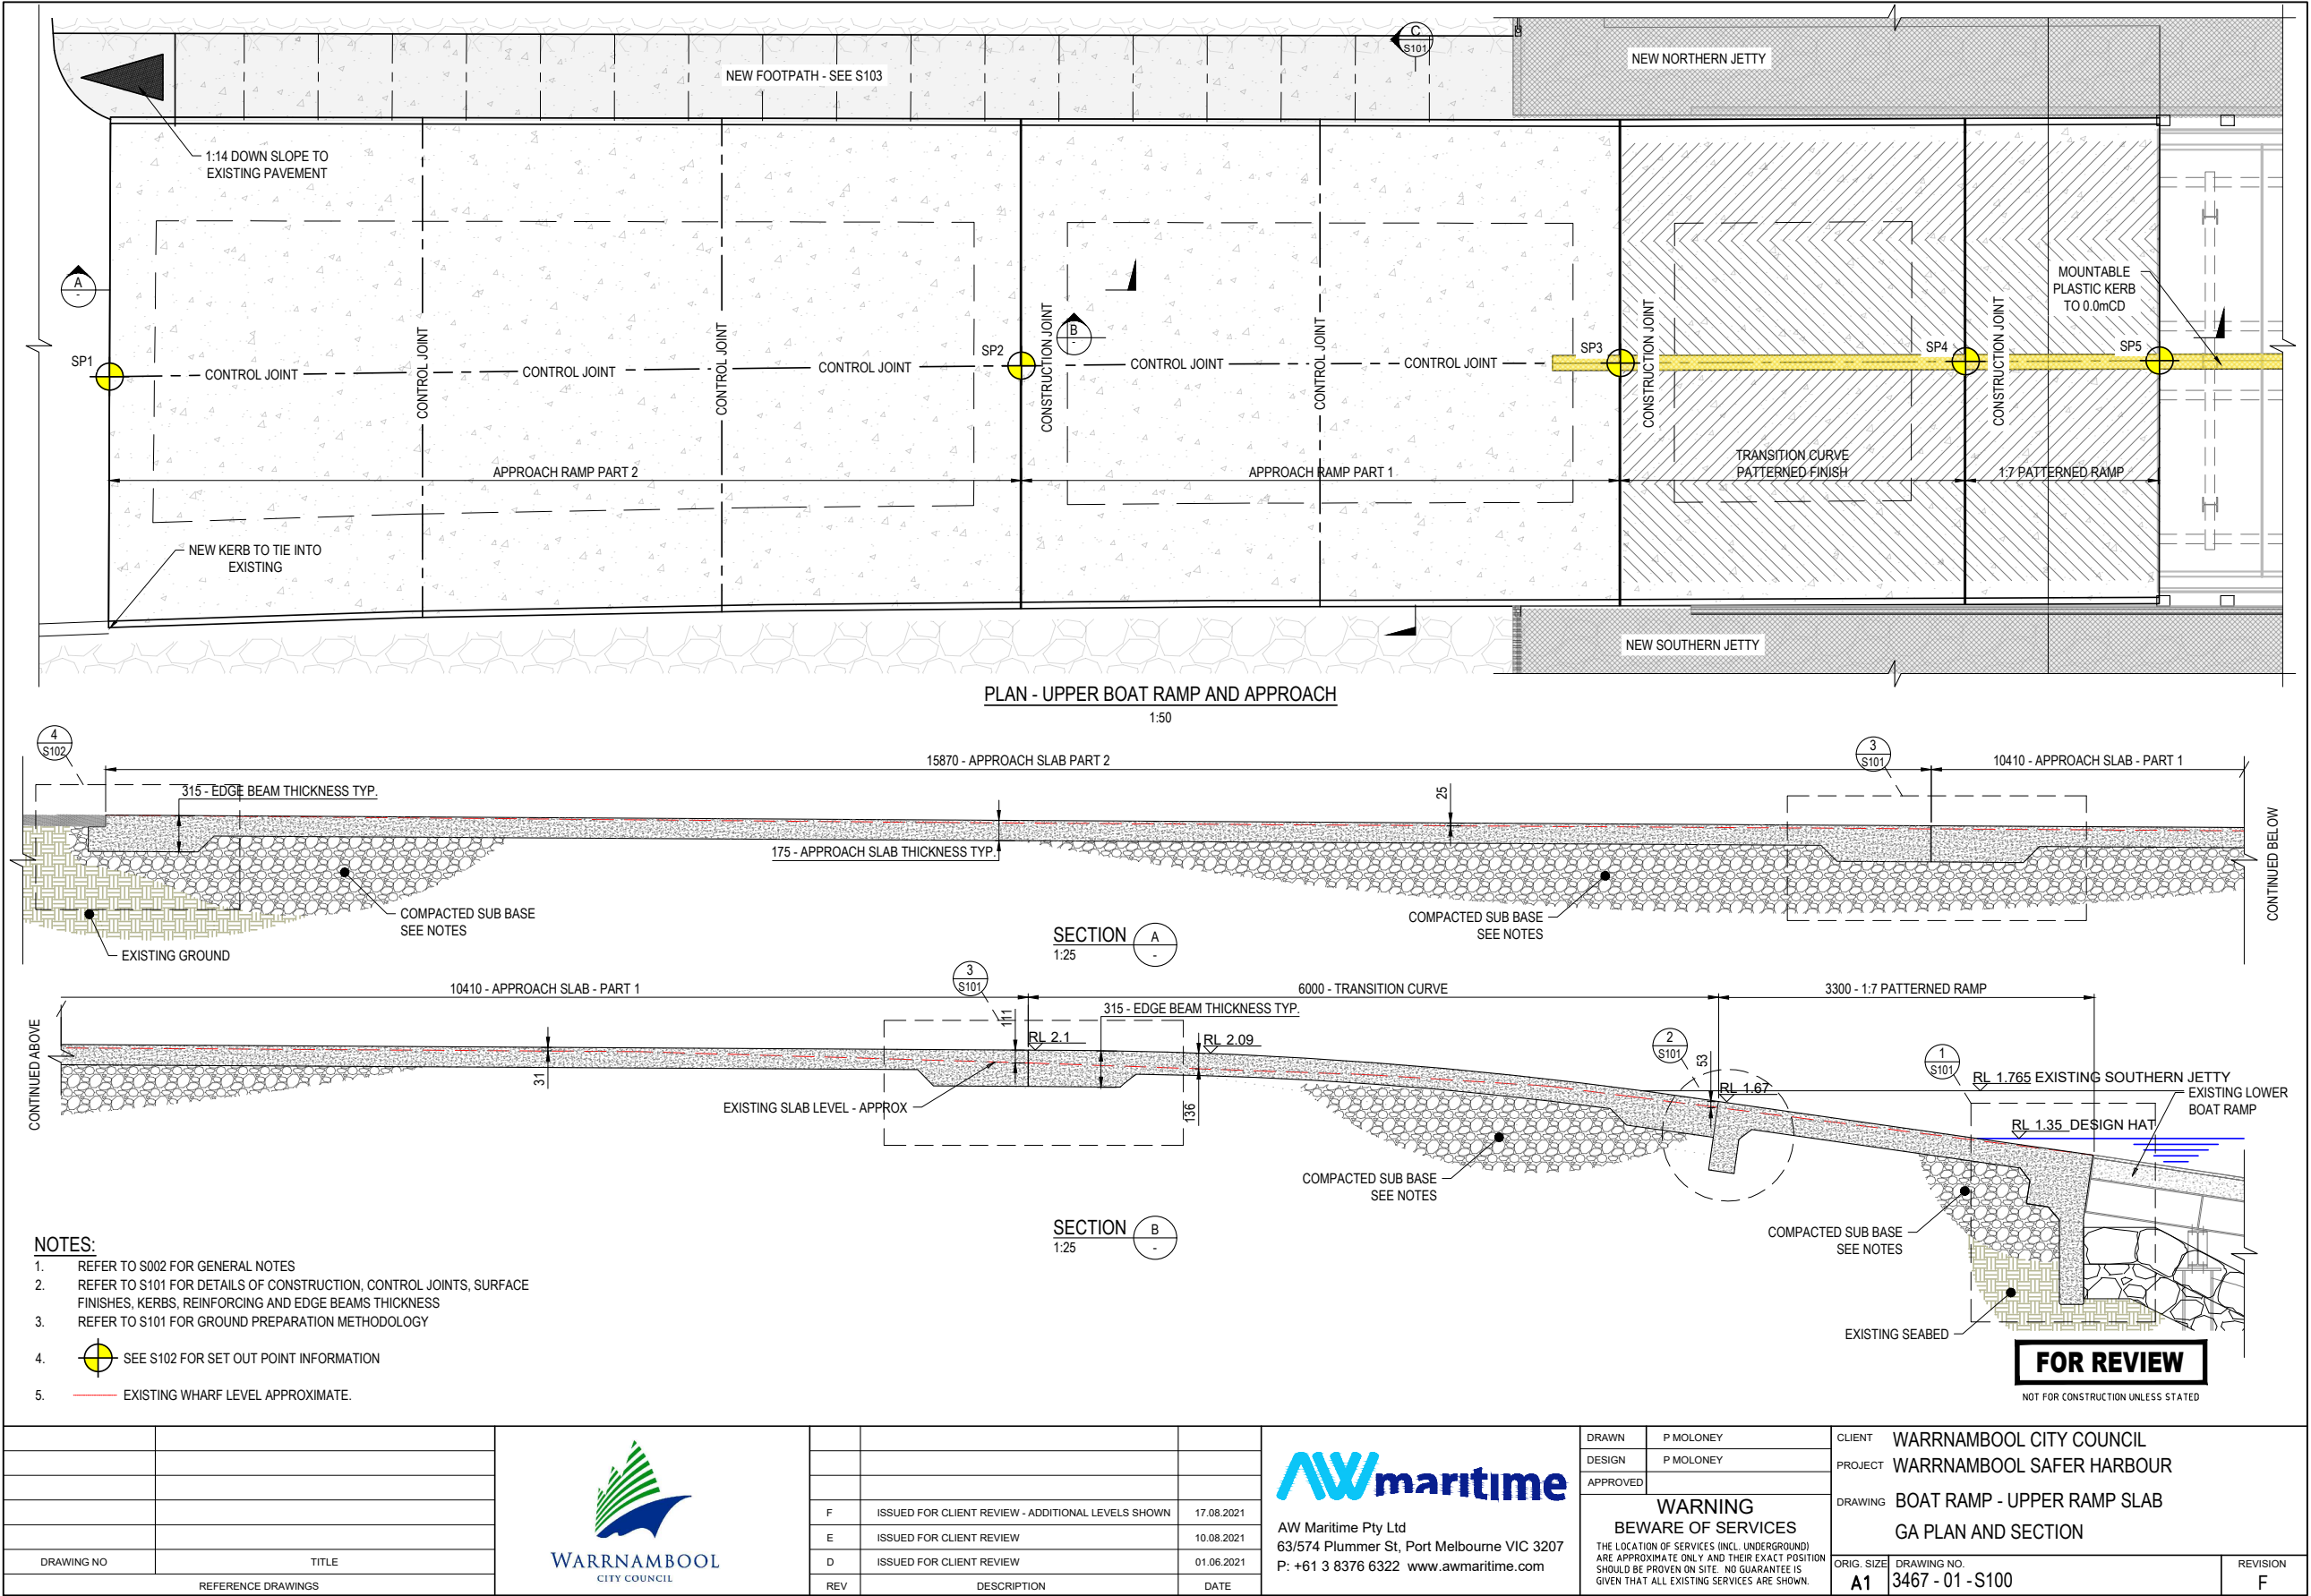 C
S101
NEW FOOTPATH - SEE S103
NEW NORTHERN JETTY
1:14 DOWN SLOPE TO
EXISTING PAVEMENT
A
-
MOUNTABLE
PLASTIC KERB
TO 0.0mCD
B
-
SP1
SP2
SP3
SP4
SP5
CONTROL JOINT
CONTROL JOINT
CONTROL JOINT
CONTROL JOINT
CONTROL JOINT
CONTROL JOINT
CONTROL JOINT
CONSTRUCTION JOINT
CONTROL JOINT
CONSTRUCTION JOINT
CONSTRUCTION JOINT
APPROACH RAMP PART 2
APPROACH RAMP PART 1
TRANSITION CURVE
PATTERNED FINISH
1:7 PATTERNED RAMP
NEW KERB TO TIE INTO
EXISTING
NEW SOUTHERN JETTY
PLAN - UPPER BOAT RAMP AND APPROACH
1:50
4
S102
15870 - APPROACH SLAB PART 2
3
S101
10410 - APPROACH SLAB - PART 1
315 - EDGE BEAM THICKNESS TYP.
25
175 - APPROACH SLAB THICKNESS TYP.
CONTINUED BELOW
COMPACTED SUB BASE
SEE NOTES
COMPACTED SUB BASE
SEE NOTES
EXISTING GROUND
SECTION
A
-
1:25
10410 - APPROACH SLAB - PART 1
3
S101
6000 - TRANSITION CURVE
3300 - 1:7 PATTERNED RAMP
CONTINUED ABOVE
111
315 - EDGE BEAM THICKNESS TYP.
RL 2.1
RL 2.09
2
S101
53
1
S101
RL 1.67
RL 1.765 EXISTING SOUTHERN JETTY
EXISTING LOWER
BOAT RAMP
31
EXISTING SLAB LEVEL - APPROX
136
RL 1.35 DESIGN HAT
COMPACTED SUB BASE
SEE NOTES
COMPACTED SUB BASE
SEE NOTES
SECTION
B
-
1:25
EXISTING SEABED
NOTES:
1. REFER TO S002 FOR GENERAL NOTES
2. REFER TO S101 FOR DETAILS OF CONSTRUCTION, CONTROL JOINTS, SURFACE
FINISHES, KERBS, REINFORCING AND EDGE BEAMS THICKNESS
3. REFER TO S101 FOR GROUND PREPARATION METHODOLOGY
4. SEE S102 FOR SET OUT POINT INFORMATION
5. EXISTING WHARF LEVEL APPROXIMATE.
FOR REVIEW
NOT FOR CONSTRUCTION UNLESS STATED
DRAWING NO TITLE
REFERENCE DRAWINGS
WARRNAMBOOL
CITY COUNCIL
F ISSUED FOR CLIENT REVIEW - ADDITIONAL LEVELS SHOWN 17.08.2021
E ISSUED FOR CLIENT REVIEW 10.08.2021
D ISSUED FOR CLIENT REVIEW 01.06.2021
REV DESCRIPTION DATE
AW maritime
AW Maritime Pty Ltd
63/574 Plummer St, Port Melbourne VIC 3207
P: +61 3 8376 6322 www.awmaritime.com
DRAWN P MOLONEY
DESIGN P MOLONEY
APPROVED
WARNING
BEWARE OF SERVICES
THE LOCATION OF SERVICES (INCL. UNDERGROUND)
ARE APPROXIMATE ONLY AND THEIR EXACT POSITION
SHOULD BE PROVEN ON SITE. NO GUARANTEE IS
GIVEN THAT ALL EXISTING SERVICES ARE SHOWN.
CLIENT WARRNAMBOOL CITY COUNCIL
PROJECT WARRNAMBOOL SAFER HARBOUR
DRAWING BOAT RAMP - UPPER RAMP SLAB
GA PLAN AND SECTION
ORIG. SIZE DRAWING NO. REVISION
A1 3467 - 01 - S100 F